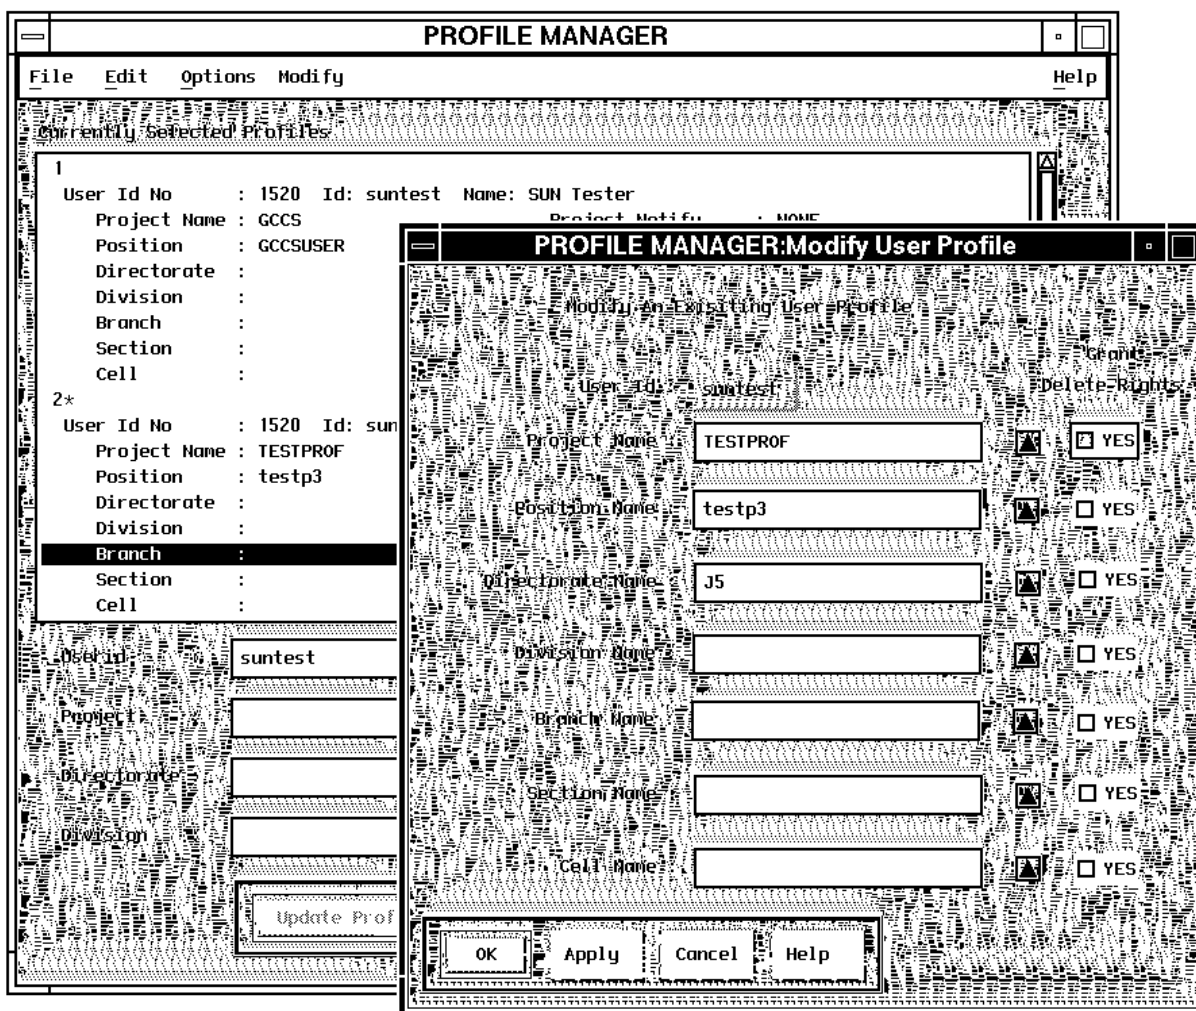 PROFILE MANAGER
File Edit Options Modify Help
Currently Selected Profiles
1
User Id No : 1520 Id: suntest Name: SUN Tester
Project Name : GCCS Project Notify : NONE
Position : GCCSUSER
Directorate :
Division :
Branch :
Section :
Cell :
2*
User Id No : 1520 Id: sun
Project Name : TESTPROF
Position : testp3
Directorate :
Division :
Branch :
Section :
Cell :
Userid suntest
Project
Directorate
Division
Update Prof
PROFILE MANAGER:Modify User Profile
Modify An Exisiting User Profile
Grant
User Id: suntest Delete Rights
Project Name : TESTPROF YES
Position Name : testp3 YES
Directorate Name : J5 YES
Division Name : YES
Branch Name : YES
Section Name : YES
Cell Name : YES
OK Apply Cancel Help